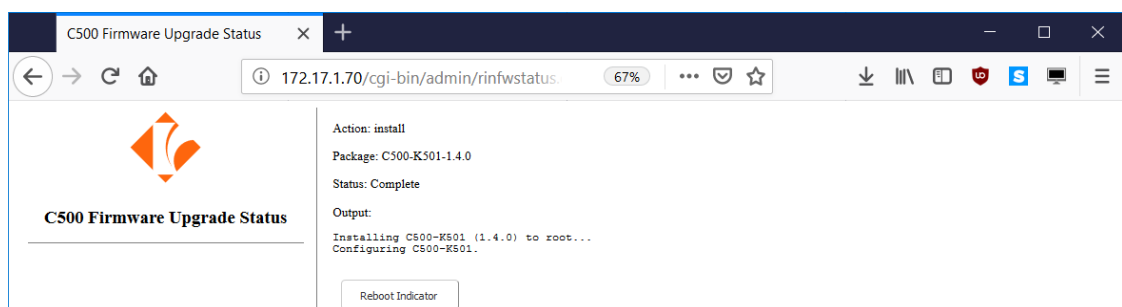 C500 Firmware Upgrade Status
172.17.1.70/cgi-bin/admin/rinfwstatus.
67%
C500 Firmware Upgrade Status
Action: install
Package: C500-K501-1.4.0
Status: Complete
Output:
Installing C500-K501 (1.4.0) to root...
Configuring C500-K501.
Reboot Indicator